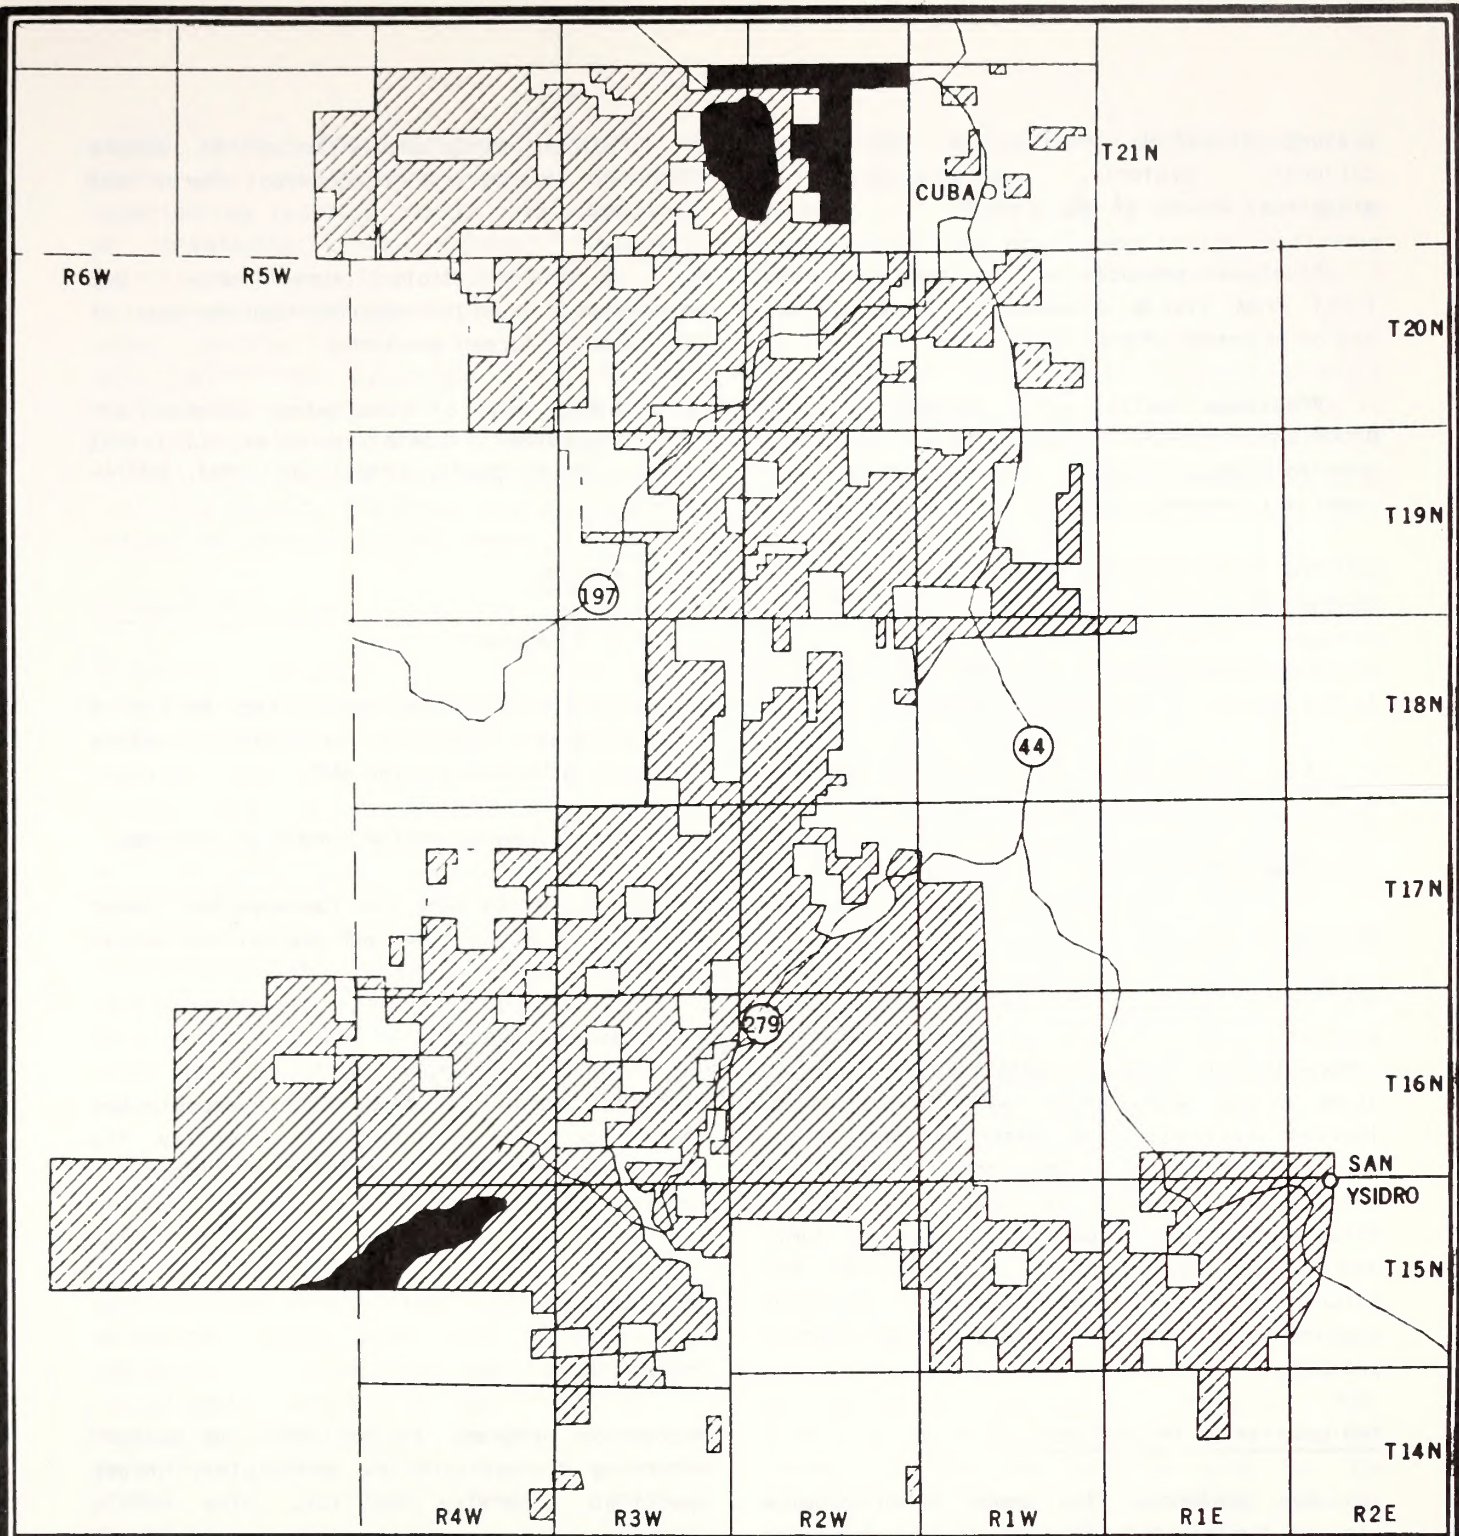 T21N
CUBA
R6W
R5W
T20N
T19N
197
T18N
44
T17N
279
T16N
SAN
YSIDRO
T15N
T14N
R4W
R3W
R2W
R1W
R1E
R2E